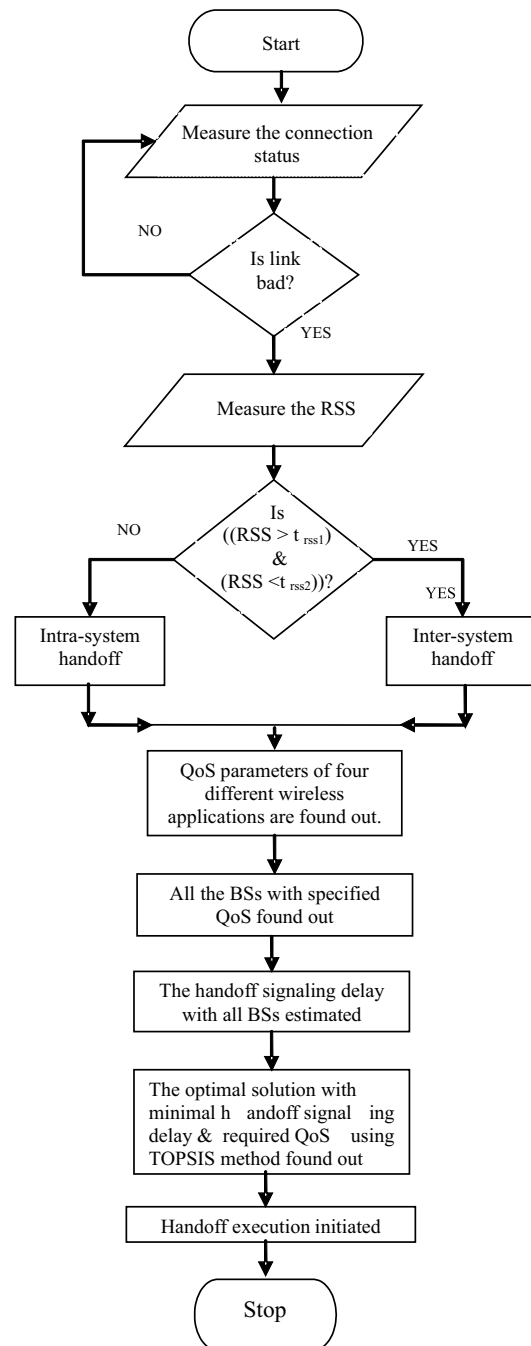 Start
Measure the connection
status
NO
Is link
bad?
YES
Measure the RSS
Is
((RSS > t rss1)
&
(RSS <t rss2))?
NO
YES
YES
Intra-system
handoff
Inter-system
handoff
QoS parameters of four
different wireless
applications are found out.
All the BSs with specified
QoS found out
The handoff signaling delay
with all BSs estimated
The optimal solution with
minimal h andoff signal ing
delay & required QoS using
TOPSIS method found out
Handoff execution initiated
Stop